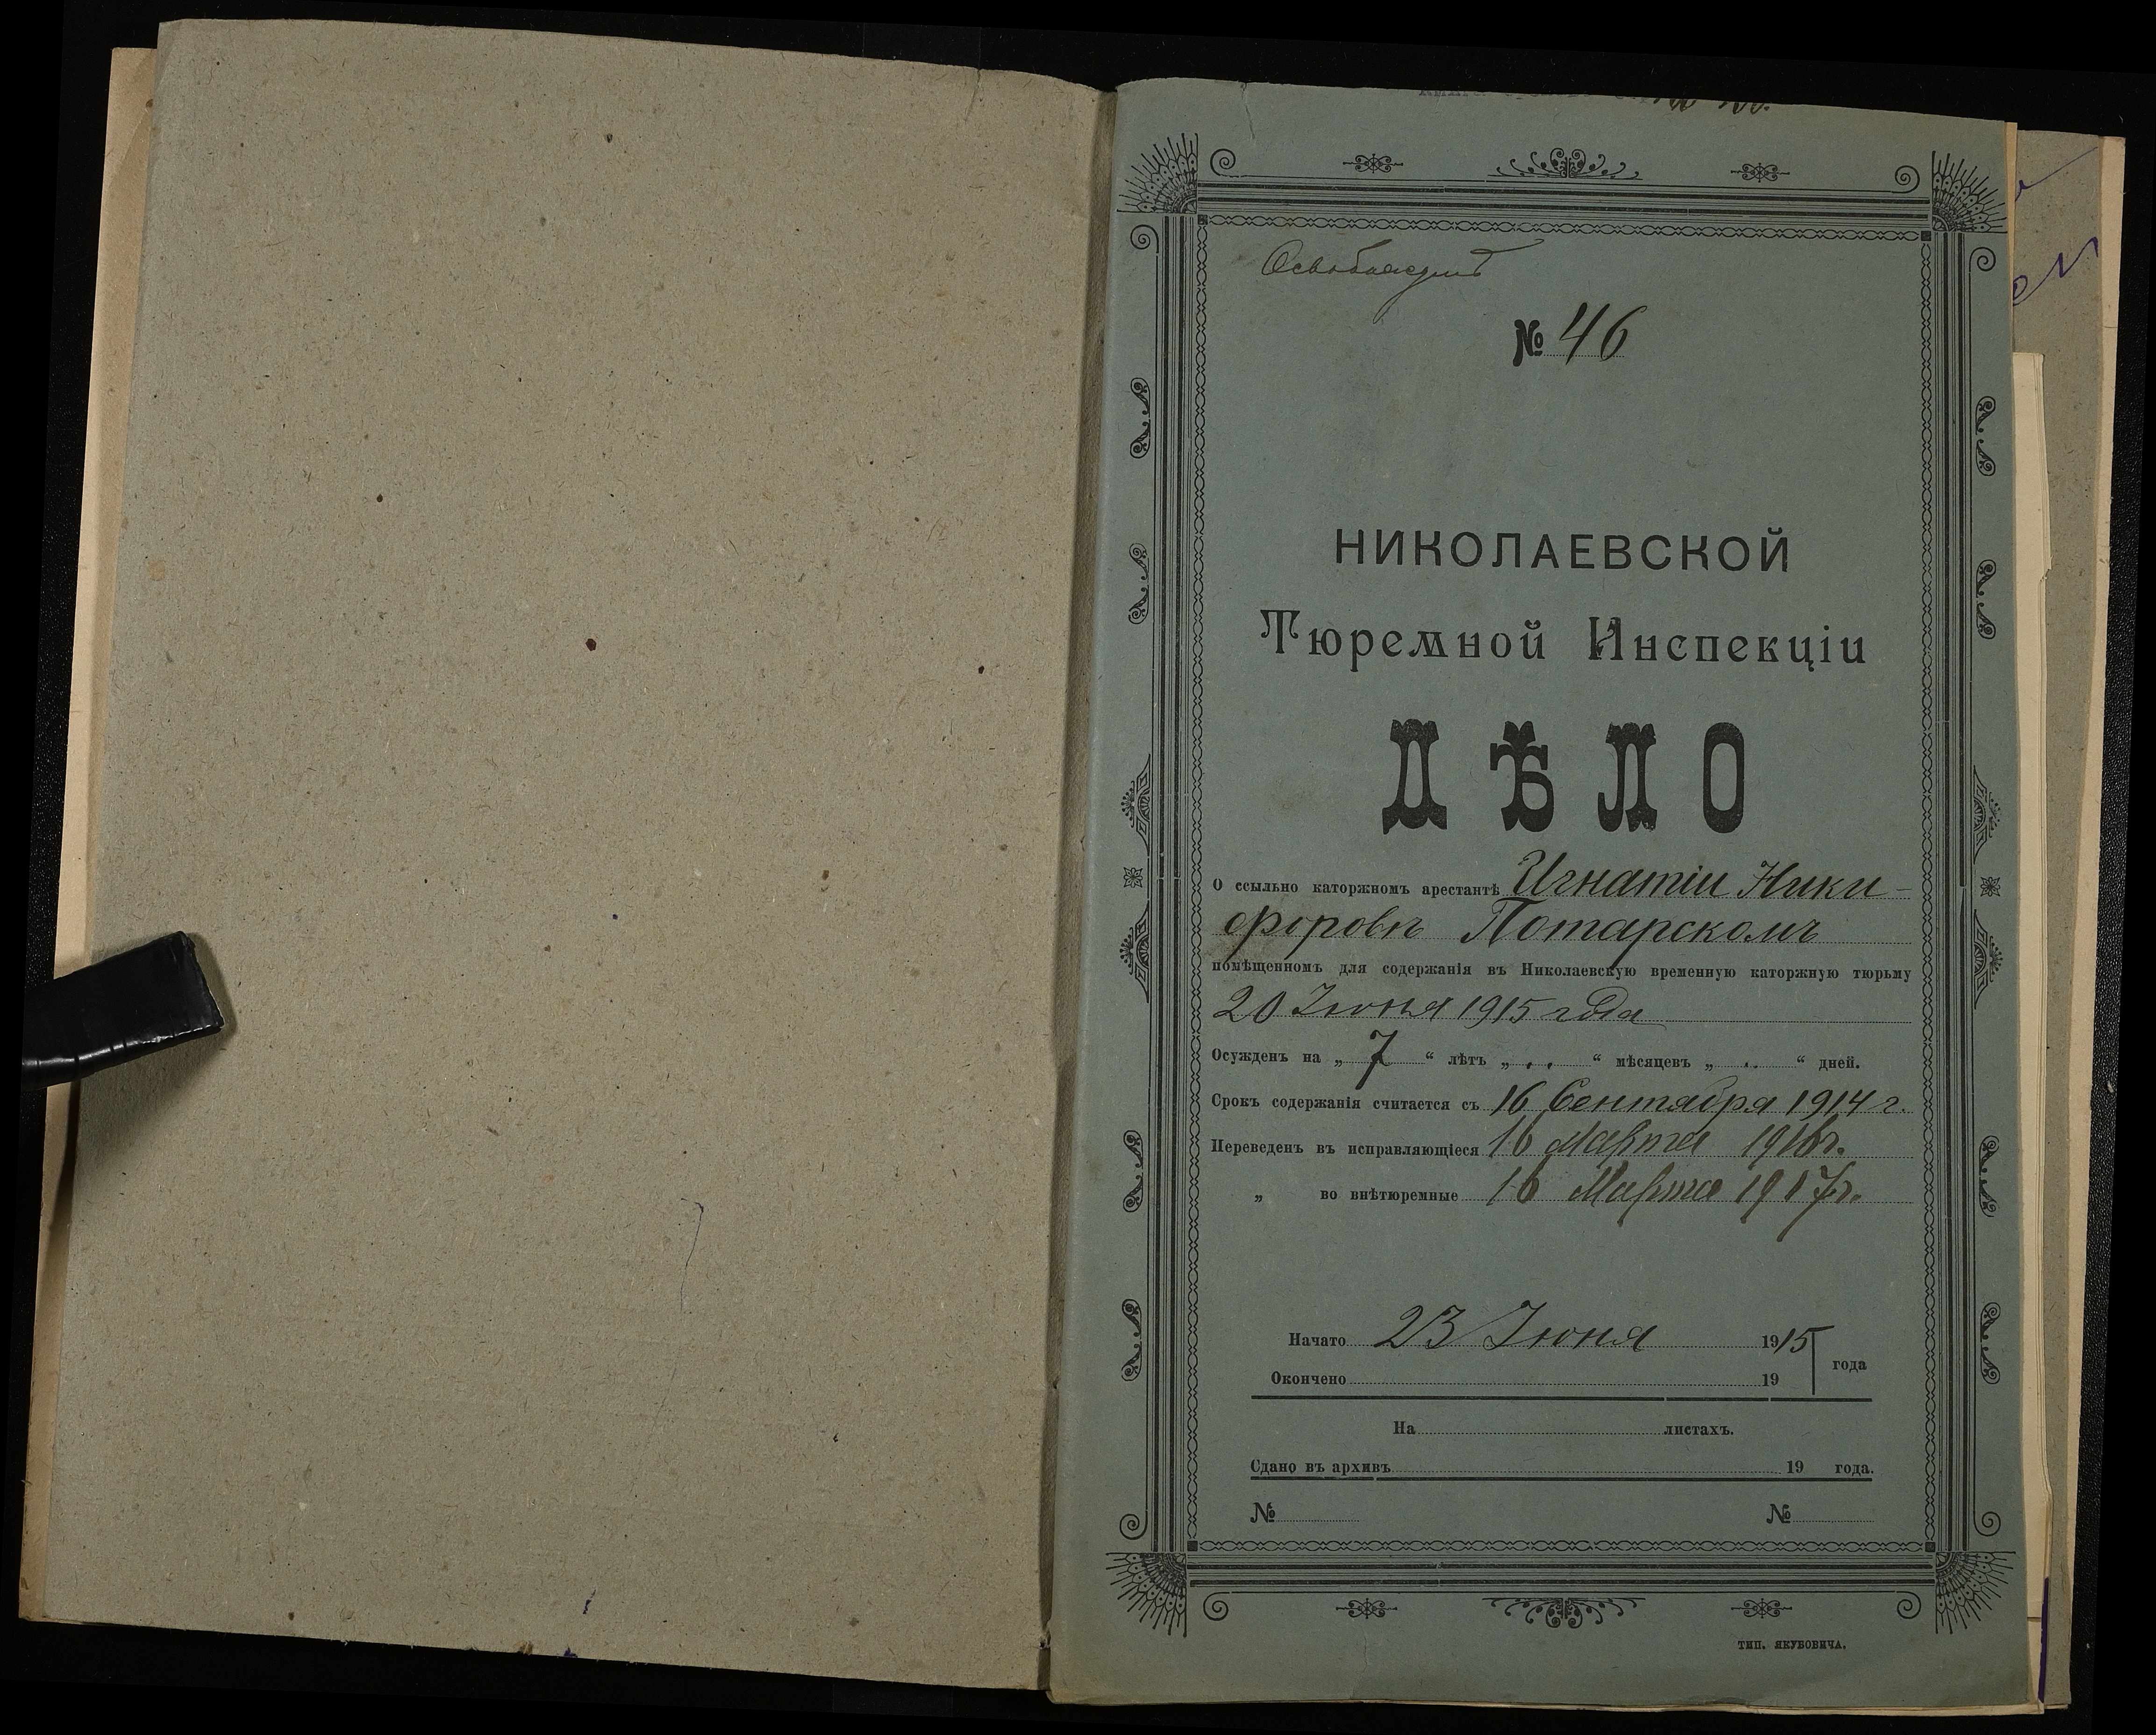 Освобожденъ
№ 46
НИКОЛАЕВСКОЙ
Тюремной Инспекціи
ДѢЛО
О ссыльно каторжномъ арестантѣ Игнатіи Ники-
форовѣ Потарскомъ
помѣщенномъ для содержанія въ Николаевскую временную каторжную тюрьму
20 Іюня 1915 года
Осужденъ на „ 7 “ лѣтъ „ .. “ мѣсяцевъ „ .. “ дней.
Срокъ содержанія считается съ 16 Сентября 1914 г.
Переведенъ въ исправляющіеся 16 Марта 1916 г.
„ во внѣтюремные 16 Марта 1917 г.
Начато 23 Іюня 1915
года
Окончено 19
На листахъ.
Сдано въ архивъ 19 года.
№ №
ТИП. ЯКУБОВИЧА.